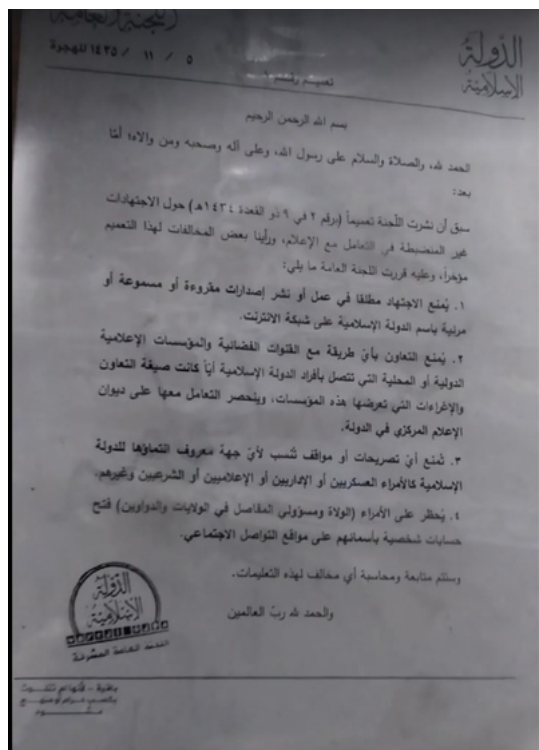 الدولة
الإسلامية
اللجنة العامة
٥ / ١١ / ١٤٣٥ للهجرة
تعميم رقم
بسم الله الرحمن الرحيم
الحمد لله، والصلاة والسلام على رسول الله، وعلى آله وصحبه ومن والاه؛ أمّا
بعد:
سبق أن نشرت اللجنة تعميماً (برقم ٢ في ٩ ذو القعدة ١٤٣٤هـ) حول الاجتهادات
غير المنضبطة في التعامل مع الإعلام، ورأينا بعض المخالفات لهذا التعميم
مؤخراً، وعليه قررت اللجنة العامة ما يلي:
١. يُمنع الاجتهاد مطلقا في عمل أو نشر إصدارات مقروءة أو مسموعة أو
مرئية باسم الدولة الإسلامية على شبكة الانترنت.
٢. يُمنع التعاون بأيّ طريقة مع القنوات الفضائية والمؤسسات الإعلامية
الدولية أو المحلية التي تتصل بأفراد الدولة الإسلامية أيّاً كانت صيغة التعاون
والإغراءات التي تعرضها هذه المؤسسات، وينحصر التعامل معها على ديوان
الإعلام المركزي في الدولة.
٣. تُمنع أيّ تصريحات أو مواقف تُنسب لأيّ جهة معروف انتماؤها للدولة
الإسلامية كالأمراء العسكريين أو الإداريين أو الإعلاميين أو الشرعيين وغيرهم.
٤. يُحظر على الأمراء (الولاة ومسؤولي المفاصل في الولايات والدواوين) فتح
حسابات شخصية بأسمائهم على مواقع التواصل الاجتماعي.
وستتم متابعة ومحاسبة أي مخالف لهذه التعليمات.
والحمد لله ربّ العالمين
الدولة
الإسلامية
اللجنة العامة المشرفة